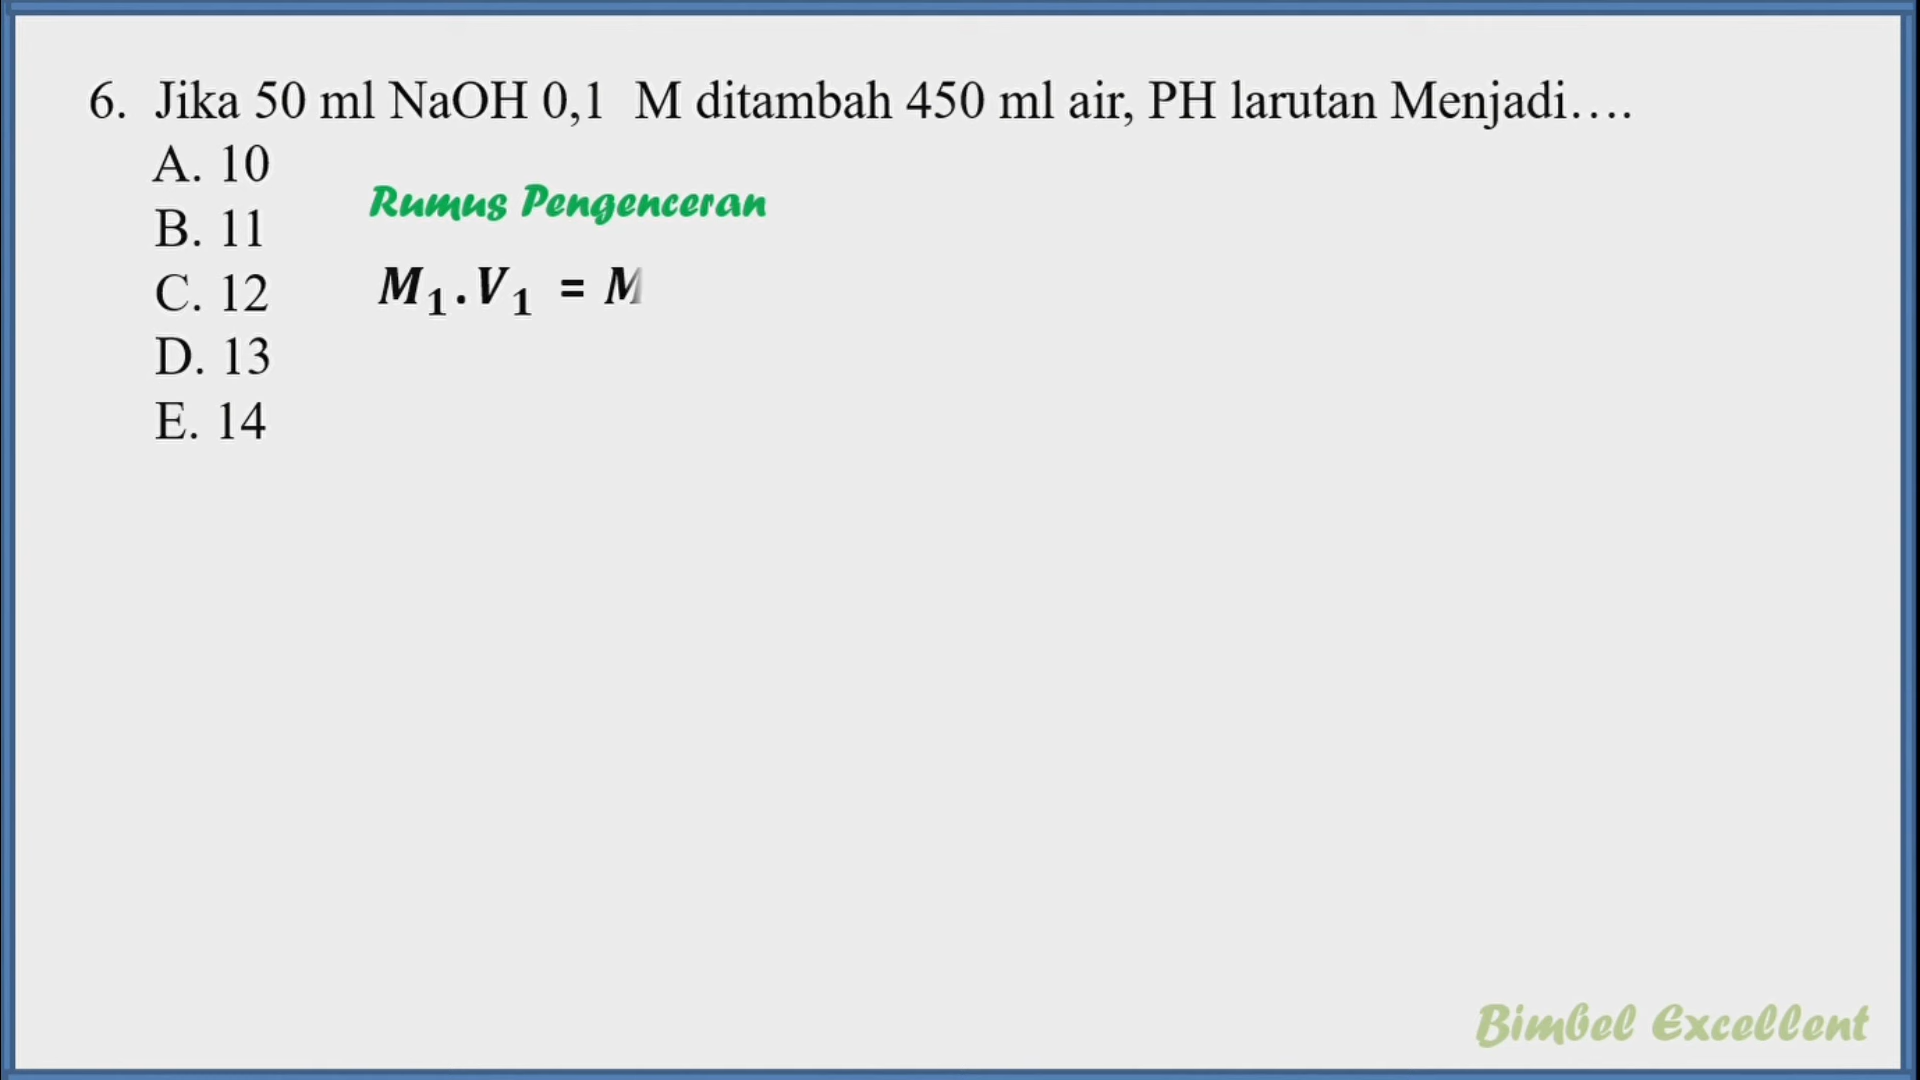 6. Jika 50 ml NaOH 0,1 M ditambah 450 ml air, PH larutan Menjadi....
A. 10
Rumus Pengenceran
B. 11
C. 12
M₁.V₁ = M
D. 13
E. 14
Bimbel Excellent